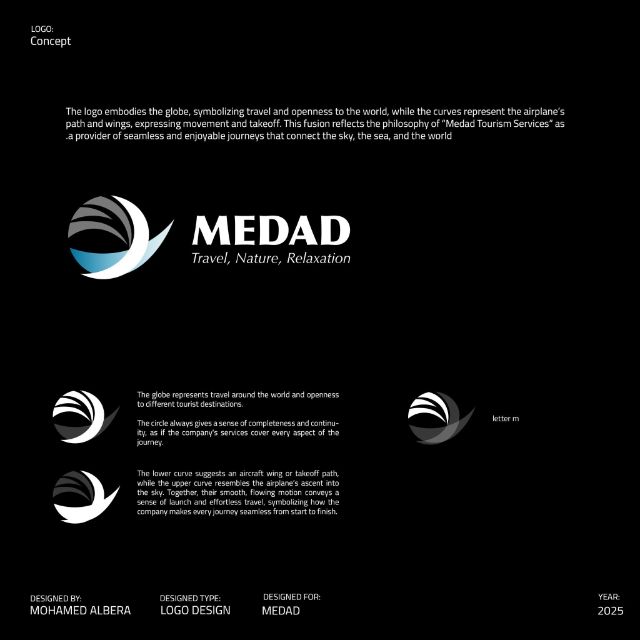 LOGO:
Concept
The logo embodies the globe, symbolizing travel and openness to the world, while the curves represent the airplane's
path and wings, expressing movement and takeoff. This fusion reflects the philosophy of "Medad Tourism Services" as
.a provider of seamless and enjoyable journeys that connect the sky, the sea, and the world
MEDAD
Travel, Nature, Relaxation
The globe represents travel around the world and openness
to different tourist destinations.
The circle always gives a sense of completeness and continu-
ity, as if the company's services cover every aspect of the
journey.
letter m
The lower curve suggests an aircraft wing or takeoff path,
while the upper curve resembles the airplane's ascent into
the sky. Together, their smooth, flowing motion conveys a
sense of launch and effortless travel, symbolizing how the
company makes every journey seamless from start to finish.
DESIGNED BY:
MOHAMED ALBERA
DESIGNED TYPE:
LOGO DESIGN
DESIGNED FOR:
MEDAD
YEAR:
2025